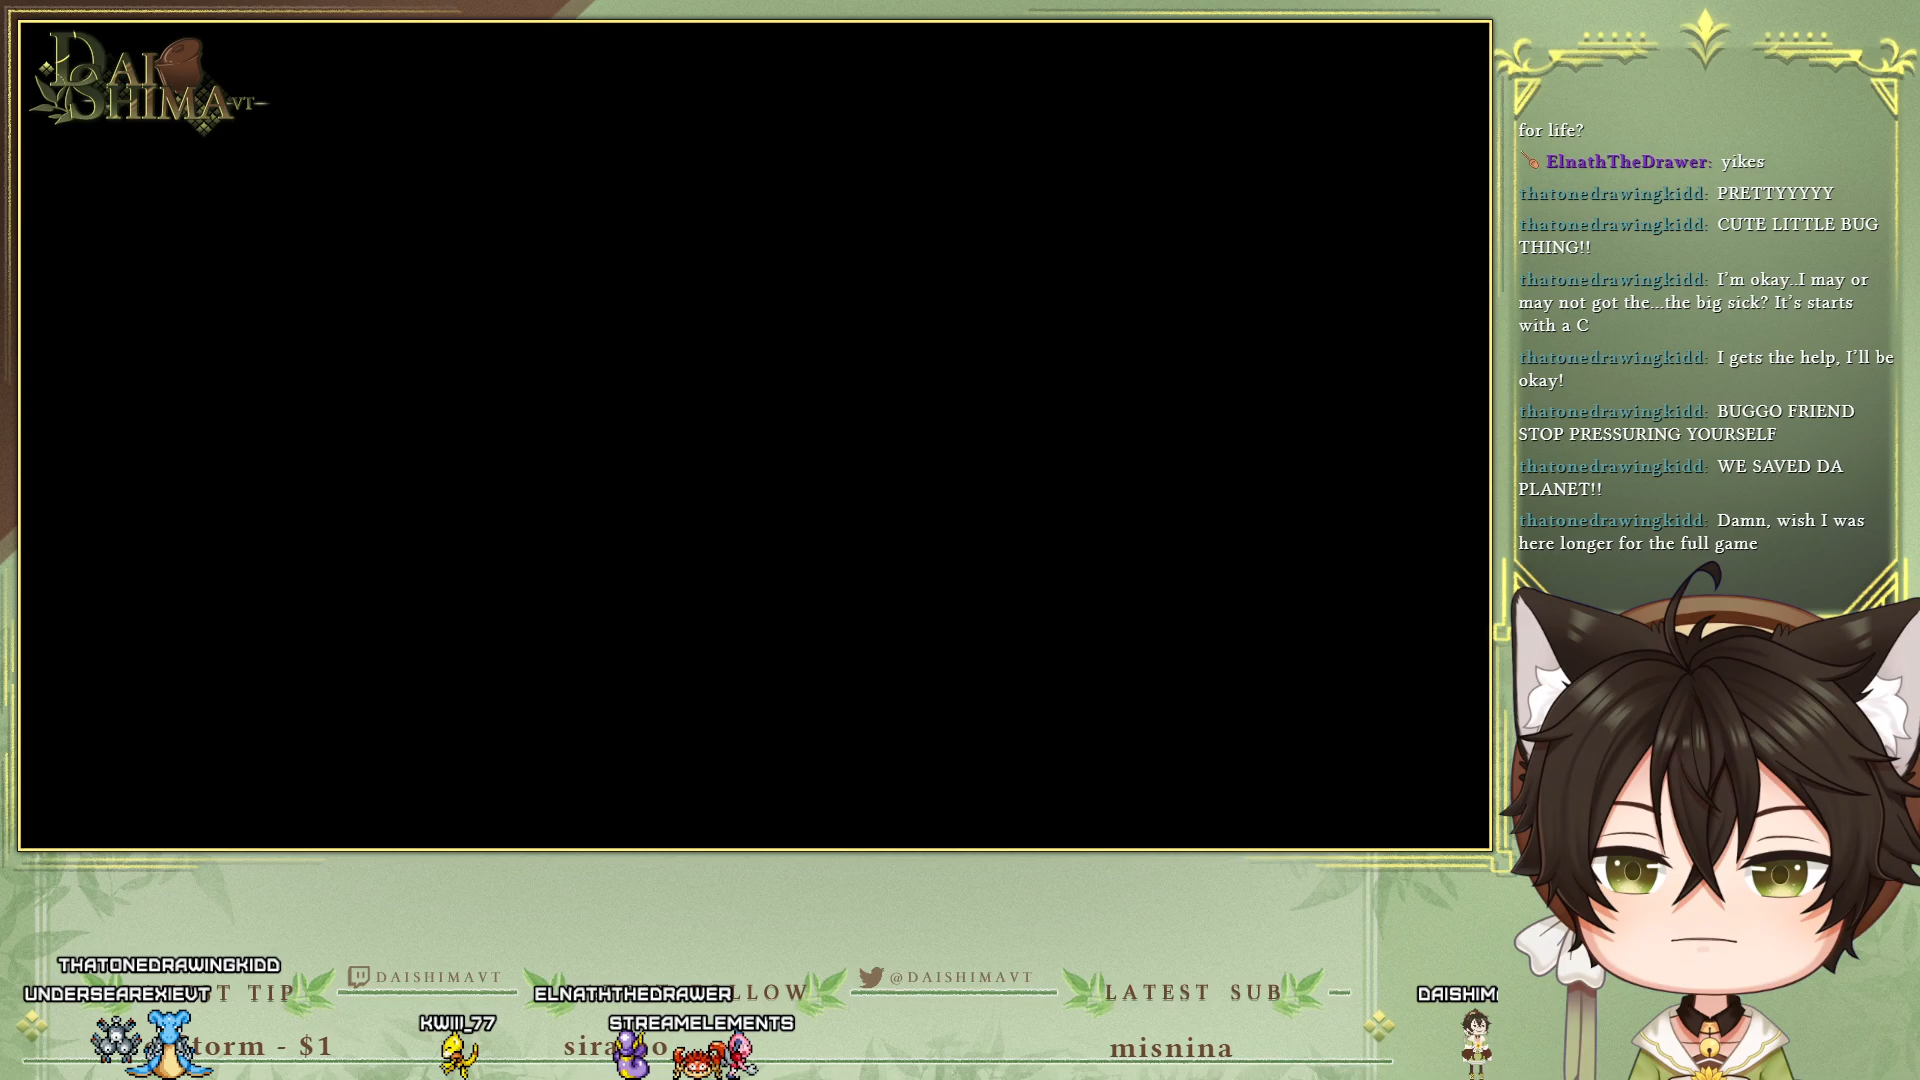 DAI
SHIMA
-VT-
for life?
ElnathTheDrawer: yikes
thatonedrawingkidd: PRETTYYYYY
thatonedrawingkidd: CUTE LITTLE BUG
THING!!
thatonedrawingkidd: I'm okay..I may or
may not got the...the big sick? It's starts
with a C
thatonedrawingkidd: I gets the help, I'll be
okay!
thatonedrawingkidd: BUGGO FRIEND
STOP PRESSURING YOURSELF
thatonedrawingkidd: WE SAVED DA
PLANET!!
thatonedrawingkidd: Damn, wish I was
here longer for the full game
THATONEDRAWINGKIDD
UNDERSEAREXIEVT
T TIP
DAISHIMAVT
ELNATHTHEDRAWER
LLOW
@DAISHIMAVT
LATEST SUB
DAISHIM
KWIII_77
STREAMELEMENTS
torm - $1
misnina